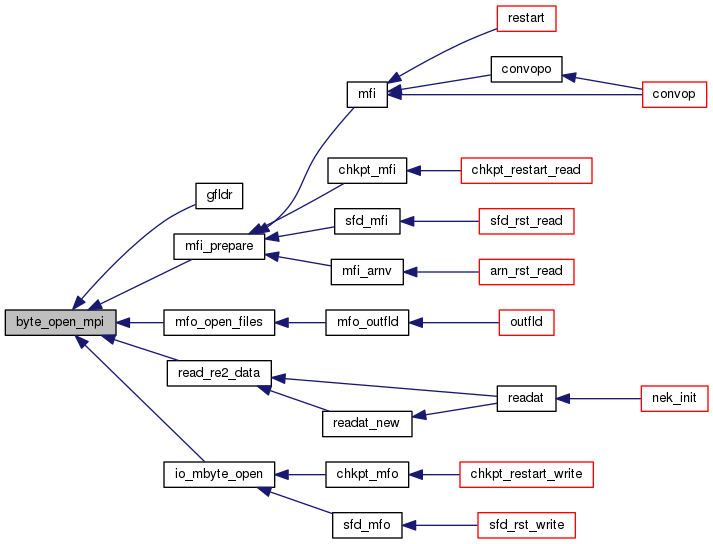 restart
convopo
mfi
convop
chkpt_mfi
chkpt_restart_read
gfldr
sfd_mfi
sfd_rst_read
mfi_prepare
mfi_arnv
arn_rst_read
byte_open_mpi
mfo_open_files
mfo_outfld
outfld
read_re2_data
readat
nek_init
readat_new
io_mbyte_open
chkpt_mfo
chkpt_restart_write
sfd_mfo
sfd_rst_write